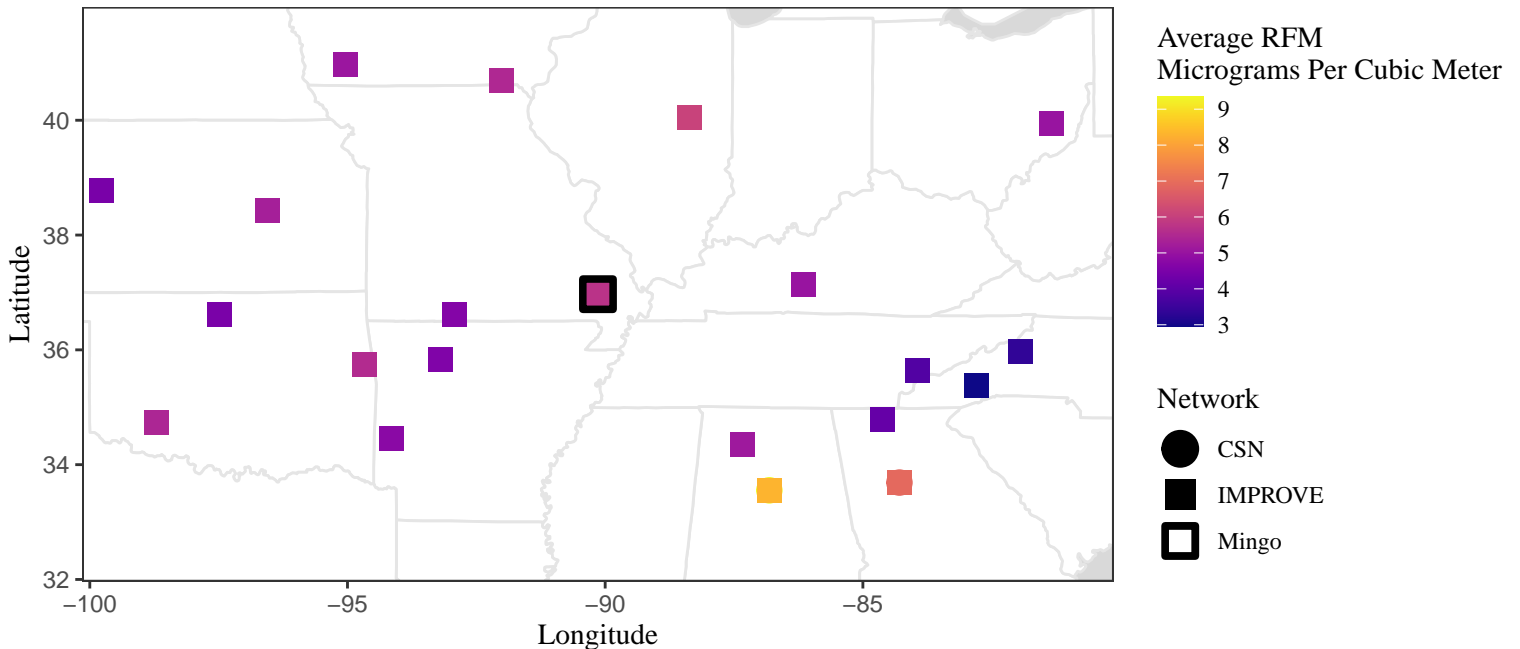 Average RFM
Micrograms Per Cubic Meter
9
8
7
6
5
4
3
Network
CSN
IMPROVE
Mingo
Latitude
40
38
36
34
32
−100
−95
−90
−85
Longitude